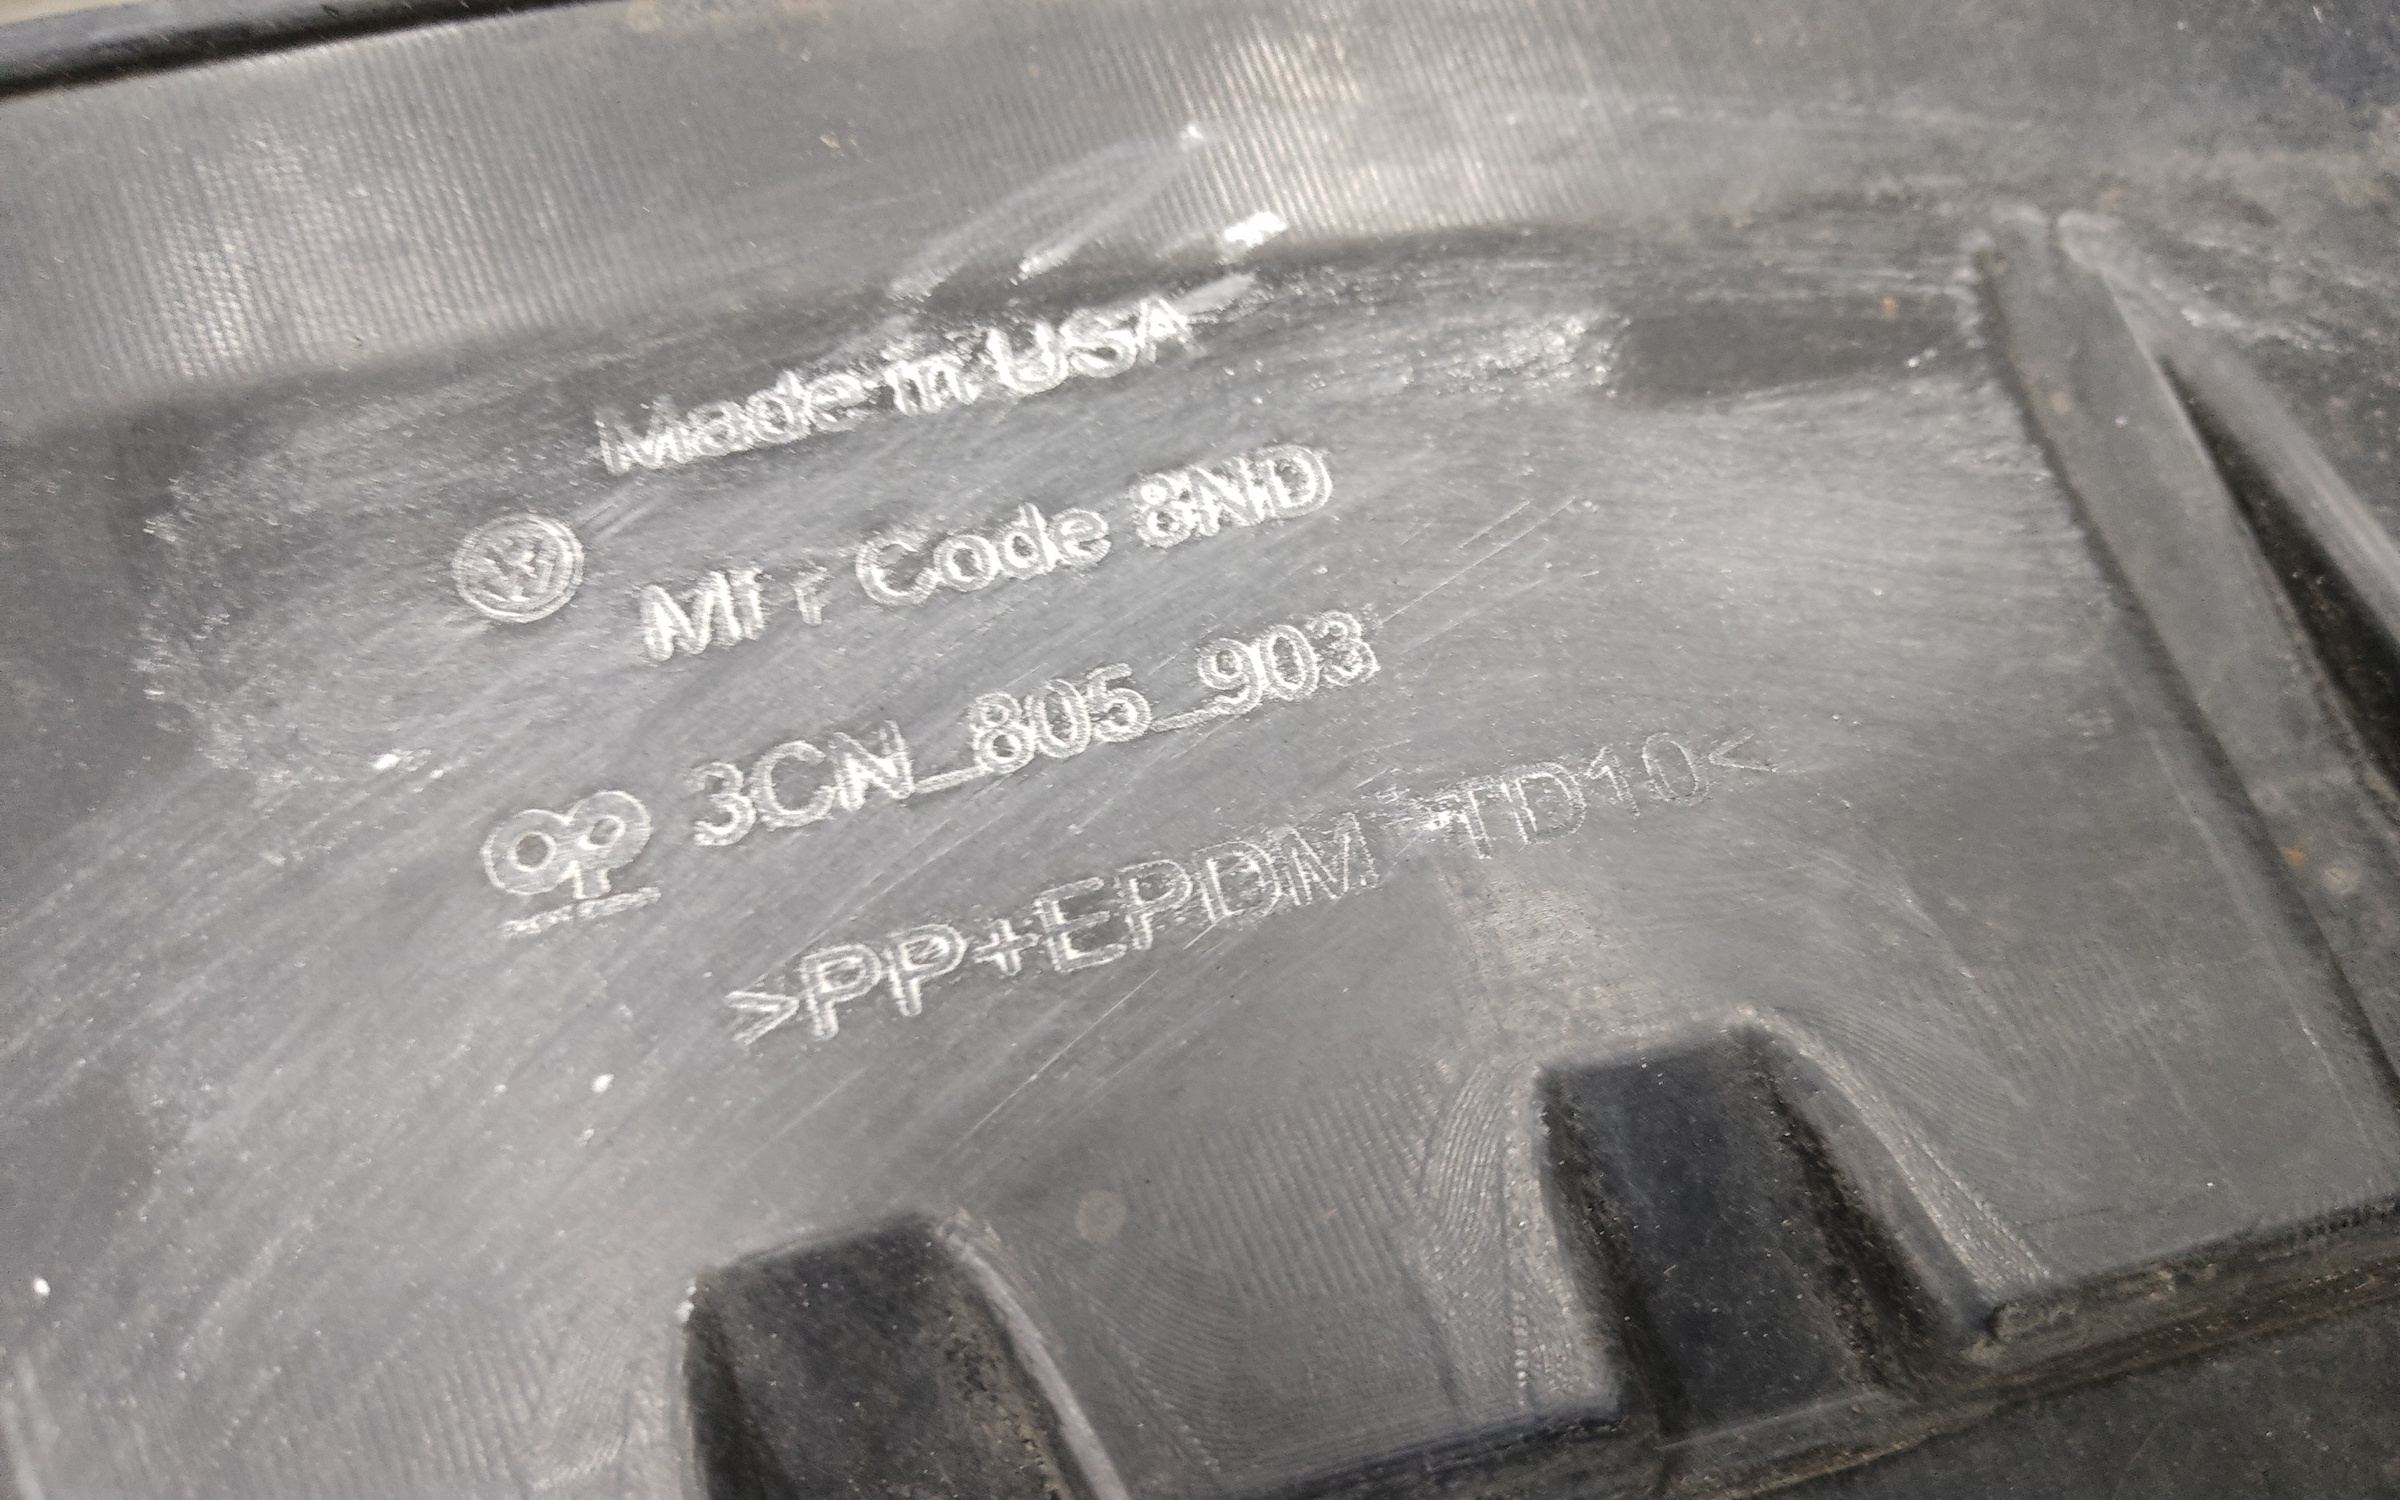 Made in USA
Mfr Code 8ND
3CN_805_903
>PP+EPDM-TD10<